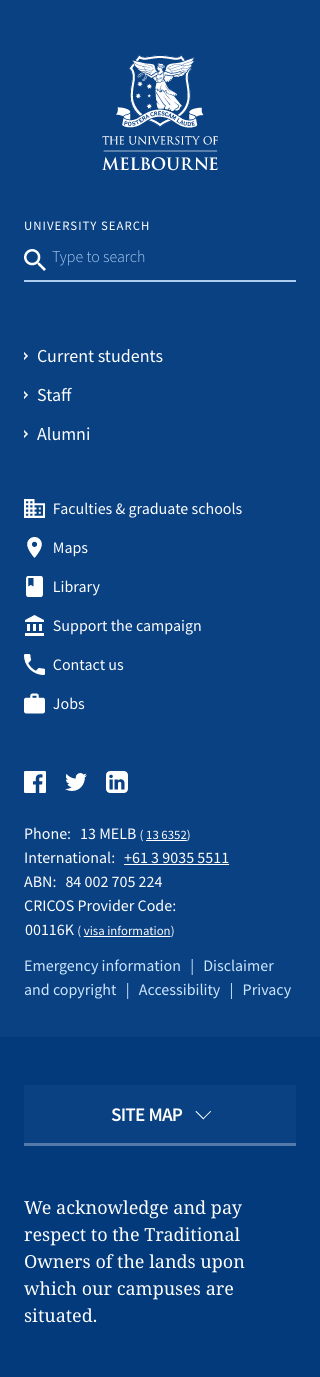 POSTERA CRESCAM LAUDE
THE UNIVERSITY OF
MELBOURNE
UNIVERSITY SEARCH
Type to search
Current students
Staff
Alumni
Faculties & graduate schools
Maps
Library
Support the campaign
Contact us
Jobs
Phone: 13 MELB ( 13 6352)
International: +61 3 9035 5511
ABN: 84 002 705 224
CRICOS Provider Code:
00116K ( visa information)
Emergency information | Disclaimer
and copyright | Accessibility | Privacy
SITE MAP
We acknowledge and pay
respect to the Traditional
Owners of the lands upon
which our campuses are
situated.